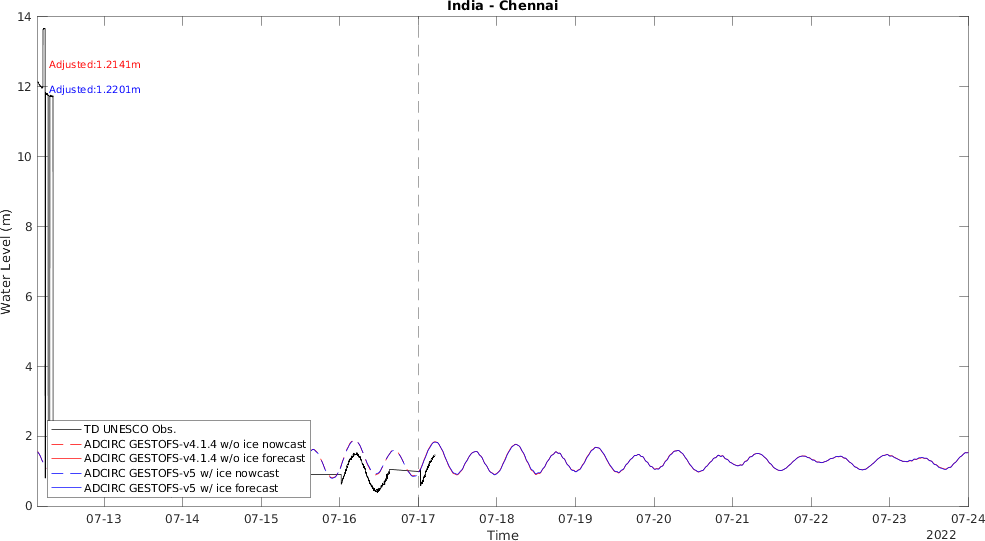 India - Chennai
14
12
10
8
6
4
2
0
Water Level (m)
Adjusted:1.2141m
Adjusted:1.2201m
TD UNESCO Obs.
ADCIRC GESTOFS-v4.1.4 w/o ice nowcast
ADCIRC GESTOFS-v4.1.4 w/o ice forecast
ADCIRC GESTOFS-v5 w/ ice nowcast
ADCIRC GESTOFS-v5 w/ ice forecast
07-13 07-14 07-15 07-16 07-17 07-18 07-19 07-20 07-21 07-22 07-23 07-24
Time
2022